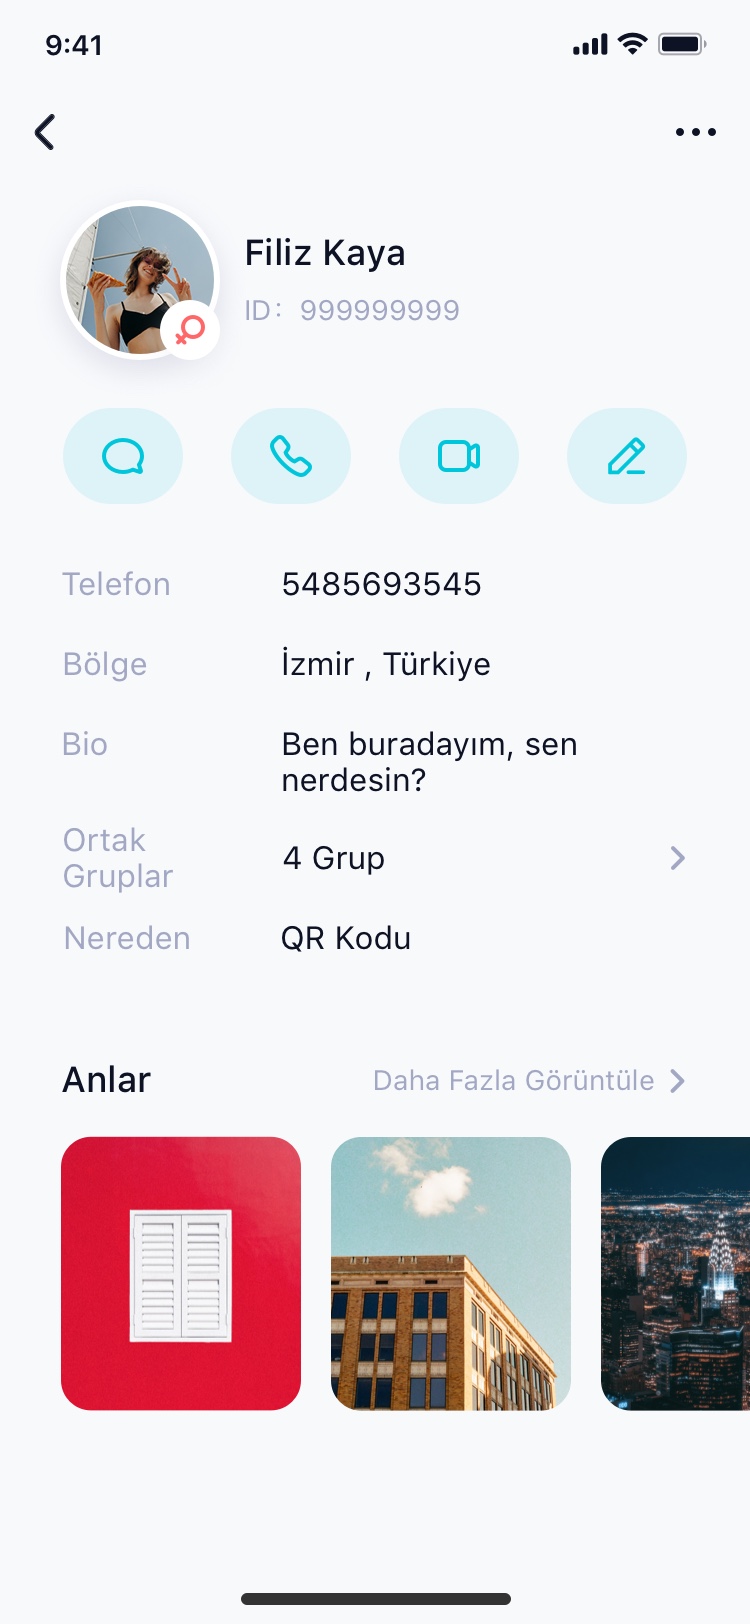 9:41
Filiz Kaya
ID: 999999999
Telefon 5485693545
Bölge İzmir , Türkiye
Bio Ben buradayım, sen
nerdesin?
Ortak
Gruplar 4 Grup
Nereden QR Kodu
Anlar Daha Fazla Görüntüle